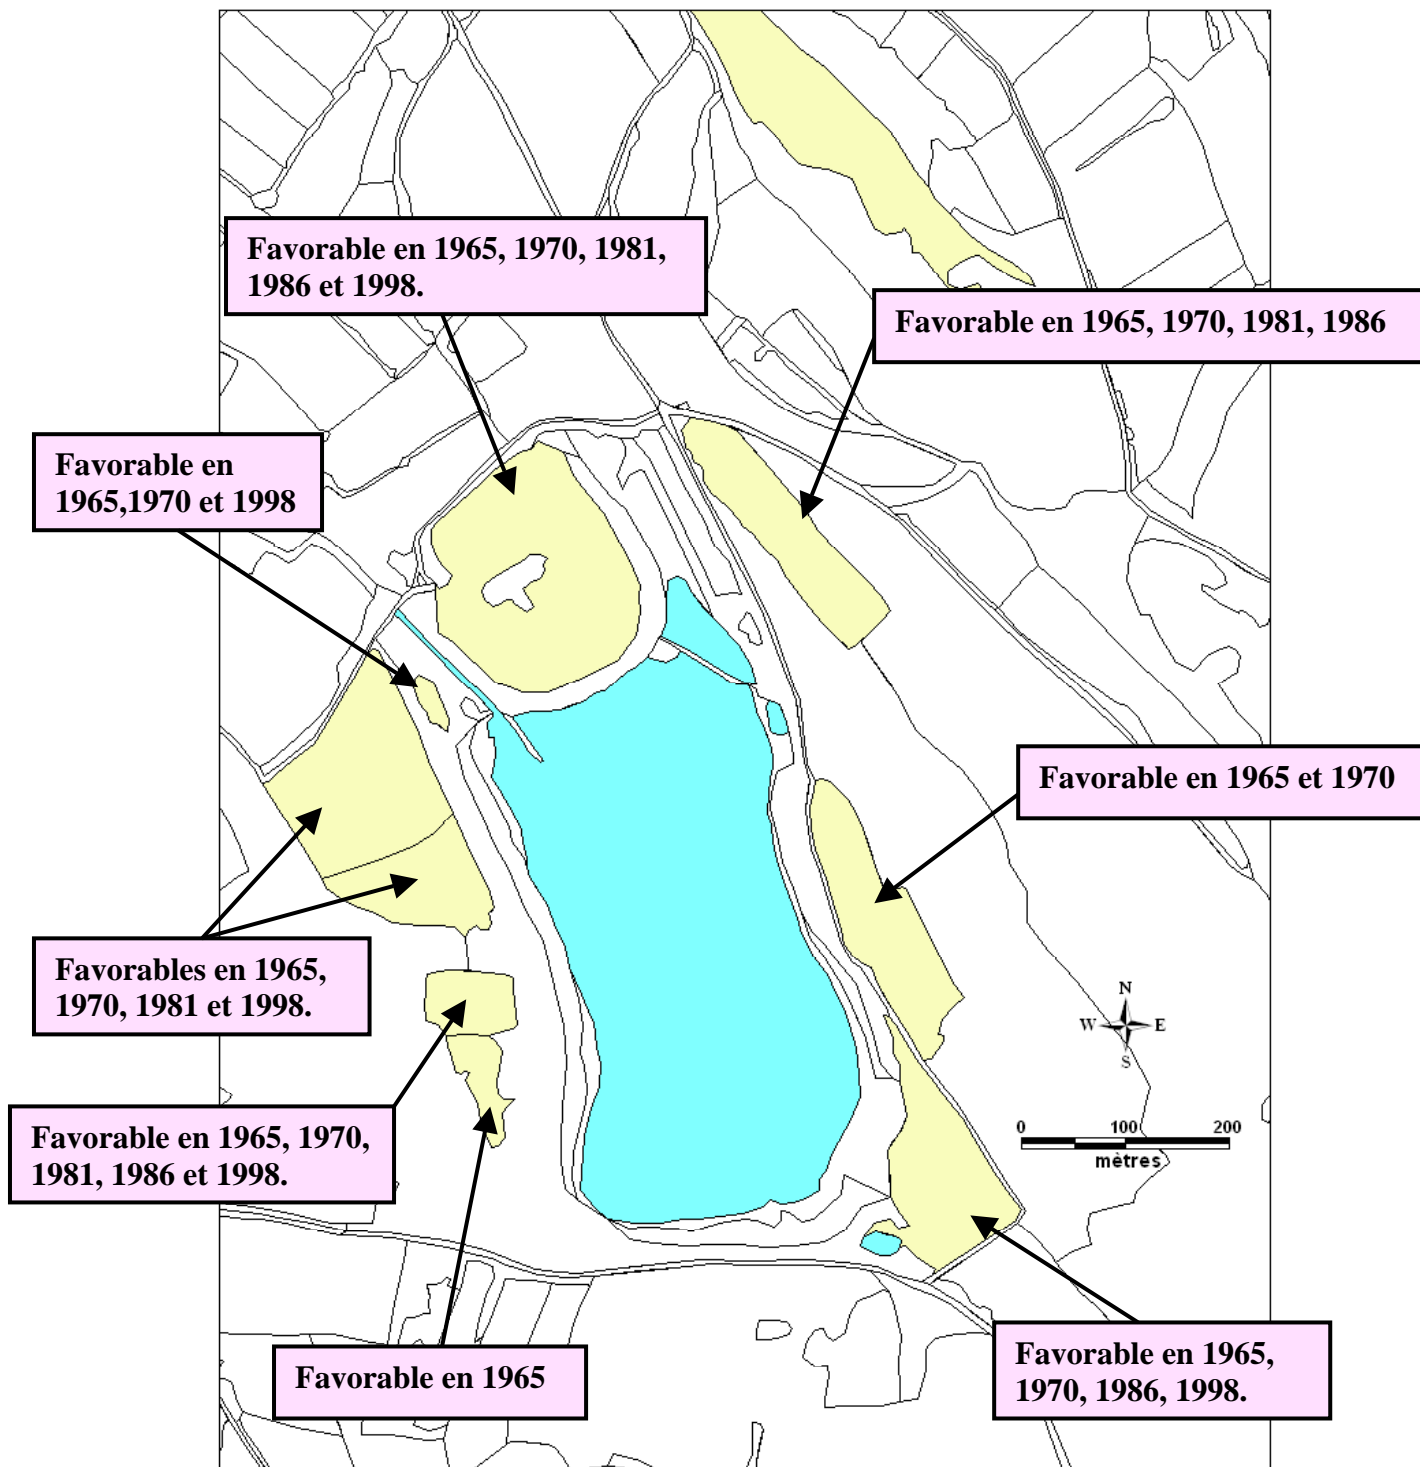 Favorable en 1965, 1970, 1981,
1986 et 1998.
Favorable en 1965, 1970, 1981, 1986
Favorable en
1965,1970 et 1998
Favorable en 1965 et 1970
Favorables en 1965,
1970, 1981 et 1998.
N
W E
S
0 100 200
mètres
Favorable en 1965, 1970,
1981, 1986 et 1998.
Favorable en 1965
Favorable en 1965,
1970, 1986, 1998.